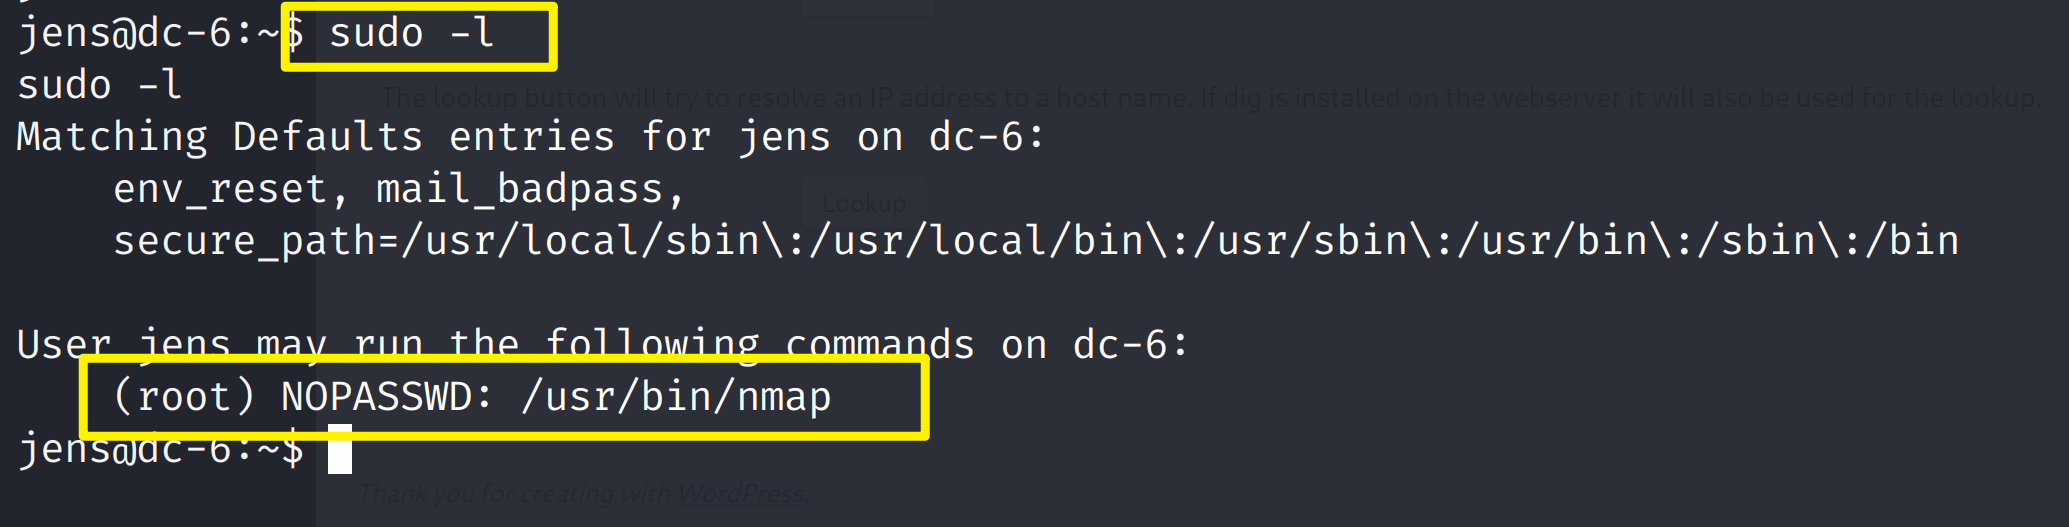 jens@dc-6:~$ sudo -l
sudo -l
The lookup button will try to resolve an IP address to a host name. If dig is installed on the webserver it will also be used for the lookup.
Matching Defaults entries for jens on dc-6:
    env_reset, mail_badpass,
Lookup
    secure_path=/usr/local/sbin\:/usr/local/bin\:/usr/sbin\:/usr/bin\:/sbin\:/bin
User jens may run the following commands on dc-6:
    (root) NOPASSWD: /usr/bin/nmap
jens@dc-6:~$
Thank you for creating with WordPress.